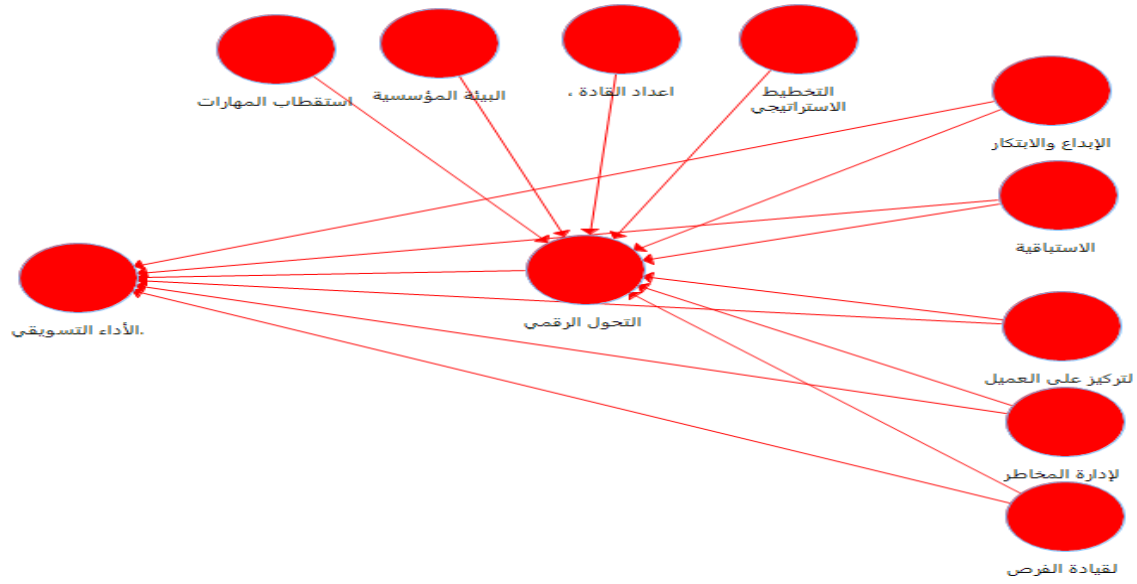 التخطيط
الاستراتيجي
اعداد القادة ،
البيئة المؤسسية
استقطاب المهارات
الإبداع والابتكار
الاستباقية
التحول الرقمي
الأداء التسويقي.
لتركيز على العميل
لإدارة المخاطر
لقيادة الفرص